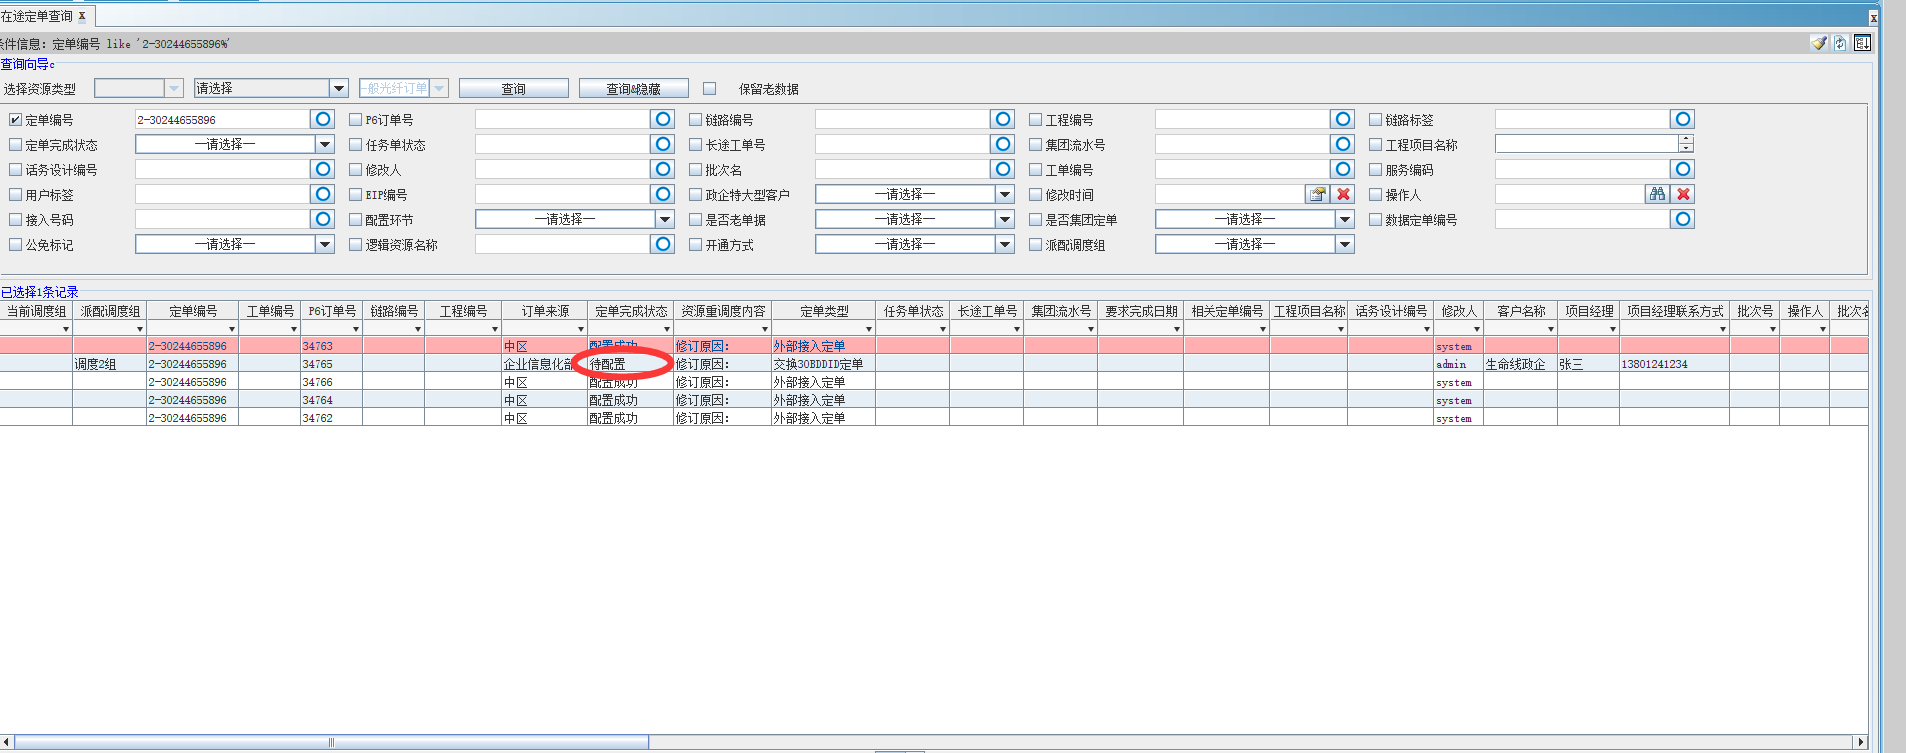 在途定单查询 x
x
条件信息: 定单编号 like '2-30244655896%'
查询向导c
选择资源类型 请选择 一般光纤订单 查询 查询&隐藏 保留老数据
定单编号 2-30244655896 P6订单号 链路编号 工程编号 链路标签
定单完成状态 —请选择— 任务单状态 长途工单号 集团流水号 工程项目名称
话务设计编号 修改人 批次名 工单编号 服务编码
用户标签 EIP编号 政企特大型客户 —请选择— 修改时间 操作人
接入号码 配置环节 —请选择— 是否老单据 —请选择— 是否集团定单 —请选择— 数据定单编号
公免标记 —请选择— 逻辑资源名称 开通方式 —请选择— 派配调度组 —请选择—
已选择1条记录
当前调度组 派配调度组 定单编号 工单编号 P6订单号 链路编号 工程编号 订单来源 定单完成状态 资源重调度内容 定单类型 任务单状态 长途工单号 集团流水号 要求完成日期 相关定单编号 工程项目名称 话务设计编号 修改人 客户名称 项目经理 项目经理联系方式 批次号 操作人 批次名
2-30244655896 34763 中区 配置成功 修订原因: 外部接入定单 system
调度2组 2-30244655896 34765 企业信息化部 待配置 修订原因: 交换30BDDID定单 admin 生命线政企 张三 13801241234
2-30244655896 34766 中区 配置成功 修订原因: 外部接入定单 system
2-30244655896 34764 中区 配置成功 修订原因: 外部接入定单 system
2-30244655896 34762 中区 配置成功 修订原因: 外部接入定单 system